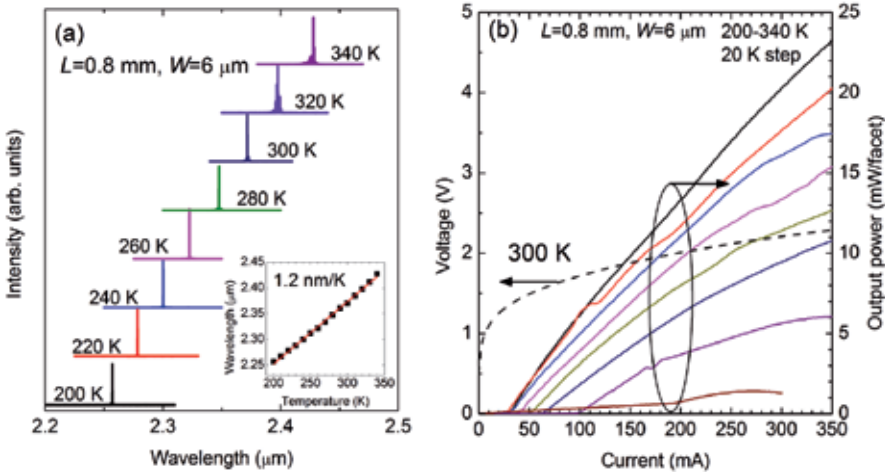 (a)
L=0.8 mm, W=6 μm
340 K
320 K
300 K
280 K
260 K
240 K
220 K
200 K
Intensity (arb. units)
2.2 2.3 2.4 2.5
Wavelength (μm)
1.2 nm/K
2.45
2.40
2.35
2.30
2.25
Wavelength (μm)
200 250 300 350
Temperature (K)
(b)
L=0.8 mm, W=6 μm 200-340 K
20 K step
300 K
5
4
3
2
1
0
Voltage (V)
25
20
15
10
5
0
Output power (mW/facet)
0 50 100 150 200 250 300 350
Current (mA)